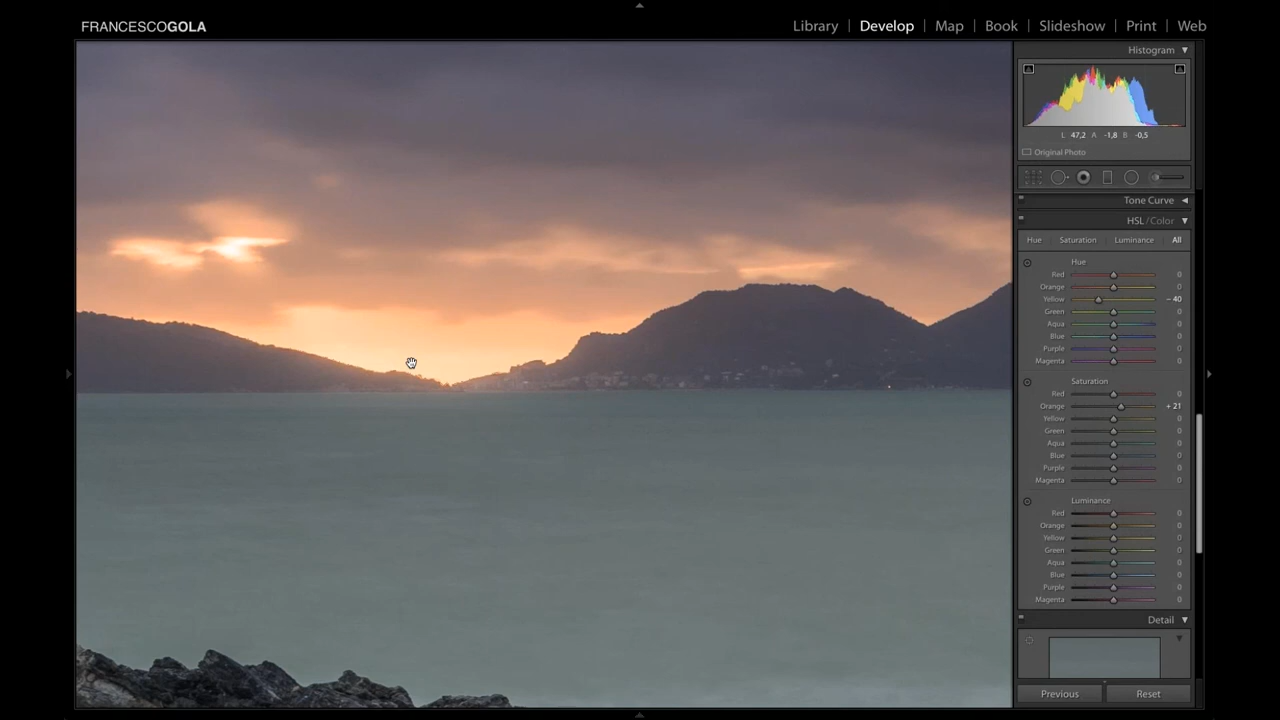 FRANCESCOGOLA
Library Develop Map Book Slideshow Print Web
Histogram
L 47,2 A -1,8 B -0,5
Original Photo
Tone Curve
HSL / Color
Hue Saturation Luminance All
Hue
Red 0
Orange 0
Yellow − 40
Green 0
Aqua 0
Blue 0
Purple 0
Magenta 0
Saturation
Red 0
Orange + 21
Yellow 0
Green 0
Aqua 0
Blue 0
Purple 0
Magenta 0
Luminance
Red 0
Orange 0
Yellow 0
Green 0
Aqua 0
Blue 0
Purple 0
Magenta 0
Detail
Previous Reset